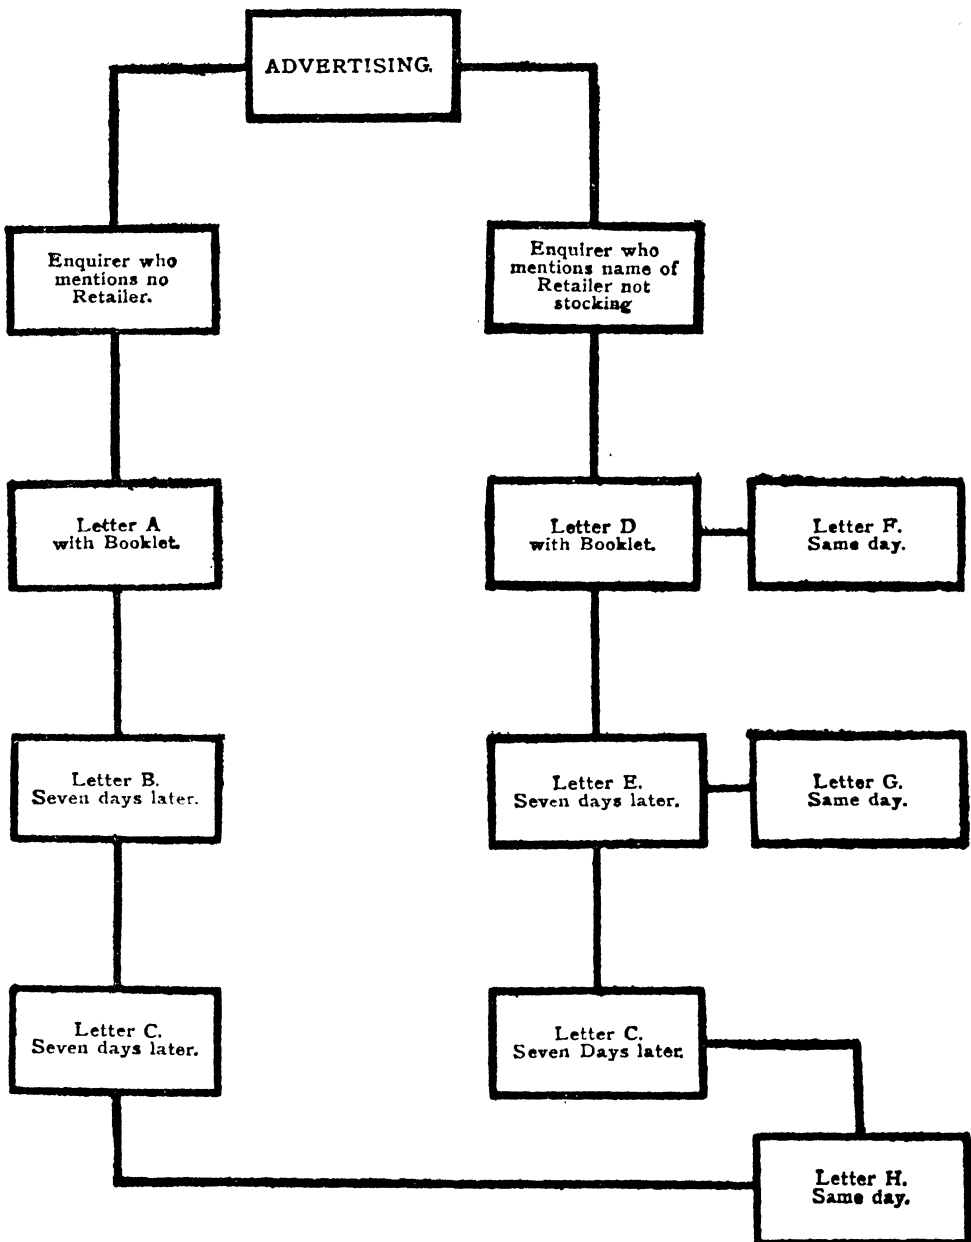 ADVERTISING.
Enquirer who
mentions no
Retailer.
Enquirer who
mentions name of
Retailer not
stocking
Letter A
with Booklet.
Letter D
with Booklet.
Letter F.
Same day.
Letter B.
Seven days later.
Letter E.
Seven days later.
Letter G.
Same day.
Letter C.
Seven days later.
Letter C.
Seven Days later.
Letter H.
Same day.